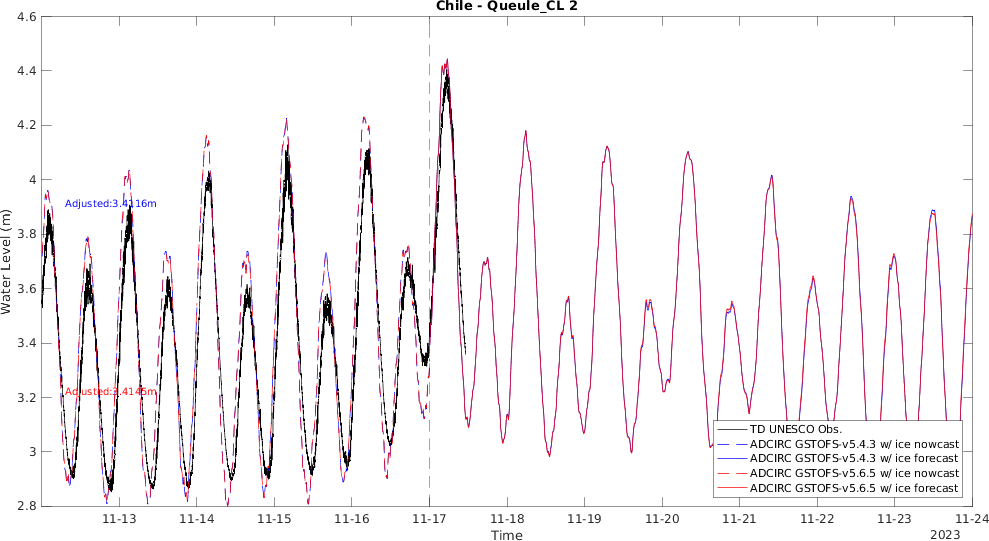 Chile - Queule_CL 2
4.6
4.4
4.2
4
3.8
3.6
3.4
3.2
3
2.8
Water Level (m)
Adjusted:3.4116m
Adjusted:3.4145m
TD UNESCO Obs.
ADCIRC GSTOFS-v5.4.3 w/ ice nowcast
ADCIRC GSTOFS-v5.4.3 w/ ice forecast
ADCIRC GSTOFS-v5.6.5 w/ ice nowcast
ADCIRC GSTOFS-v5.6.5 w/ ice forecast
11-13 11-14 11-15 11-16 11-17 11-18 11-19 11-20 11-21 11-22 11-23 11-24
Time
2023